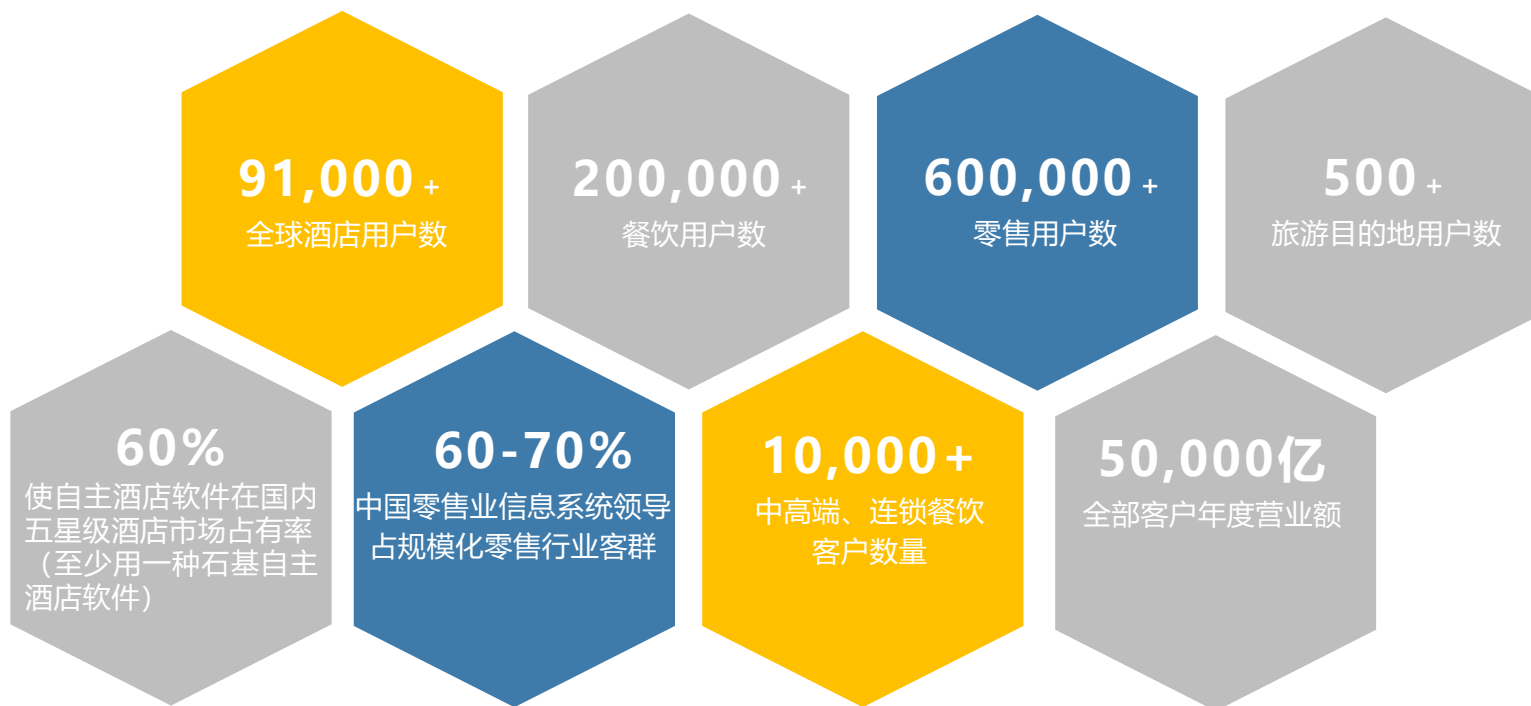 91,000 +
全球酒店用户数
200,000 +
餐饮用户数
600,000 +
零售用户数
500 +
旅游目的地用户数
60%
使自主酒店软件在国内
五星级酒店市场占有率
（至少用一种石基自主
酒店软件）
60-70%
中国零售业信息系统领导
占规模化零售行业客群
10,000+
中高端、连锁餐饮
客户数量
50,000亿
全部客户年度营业额